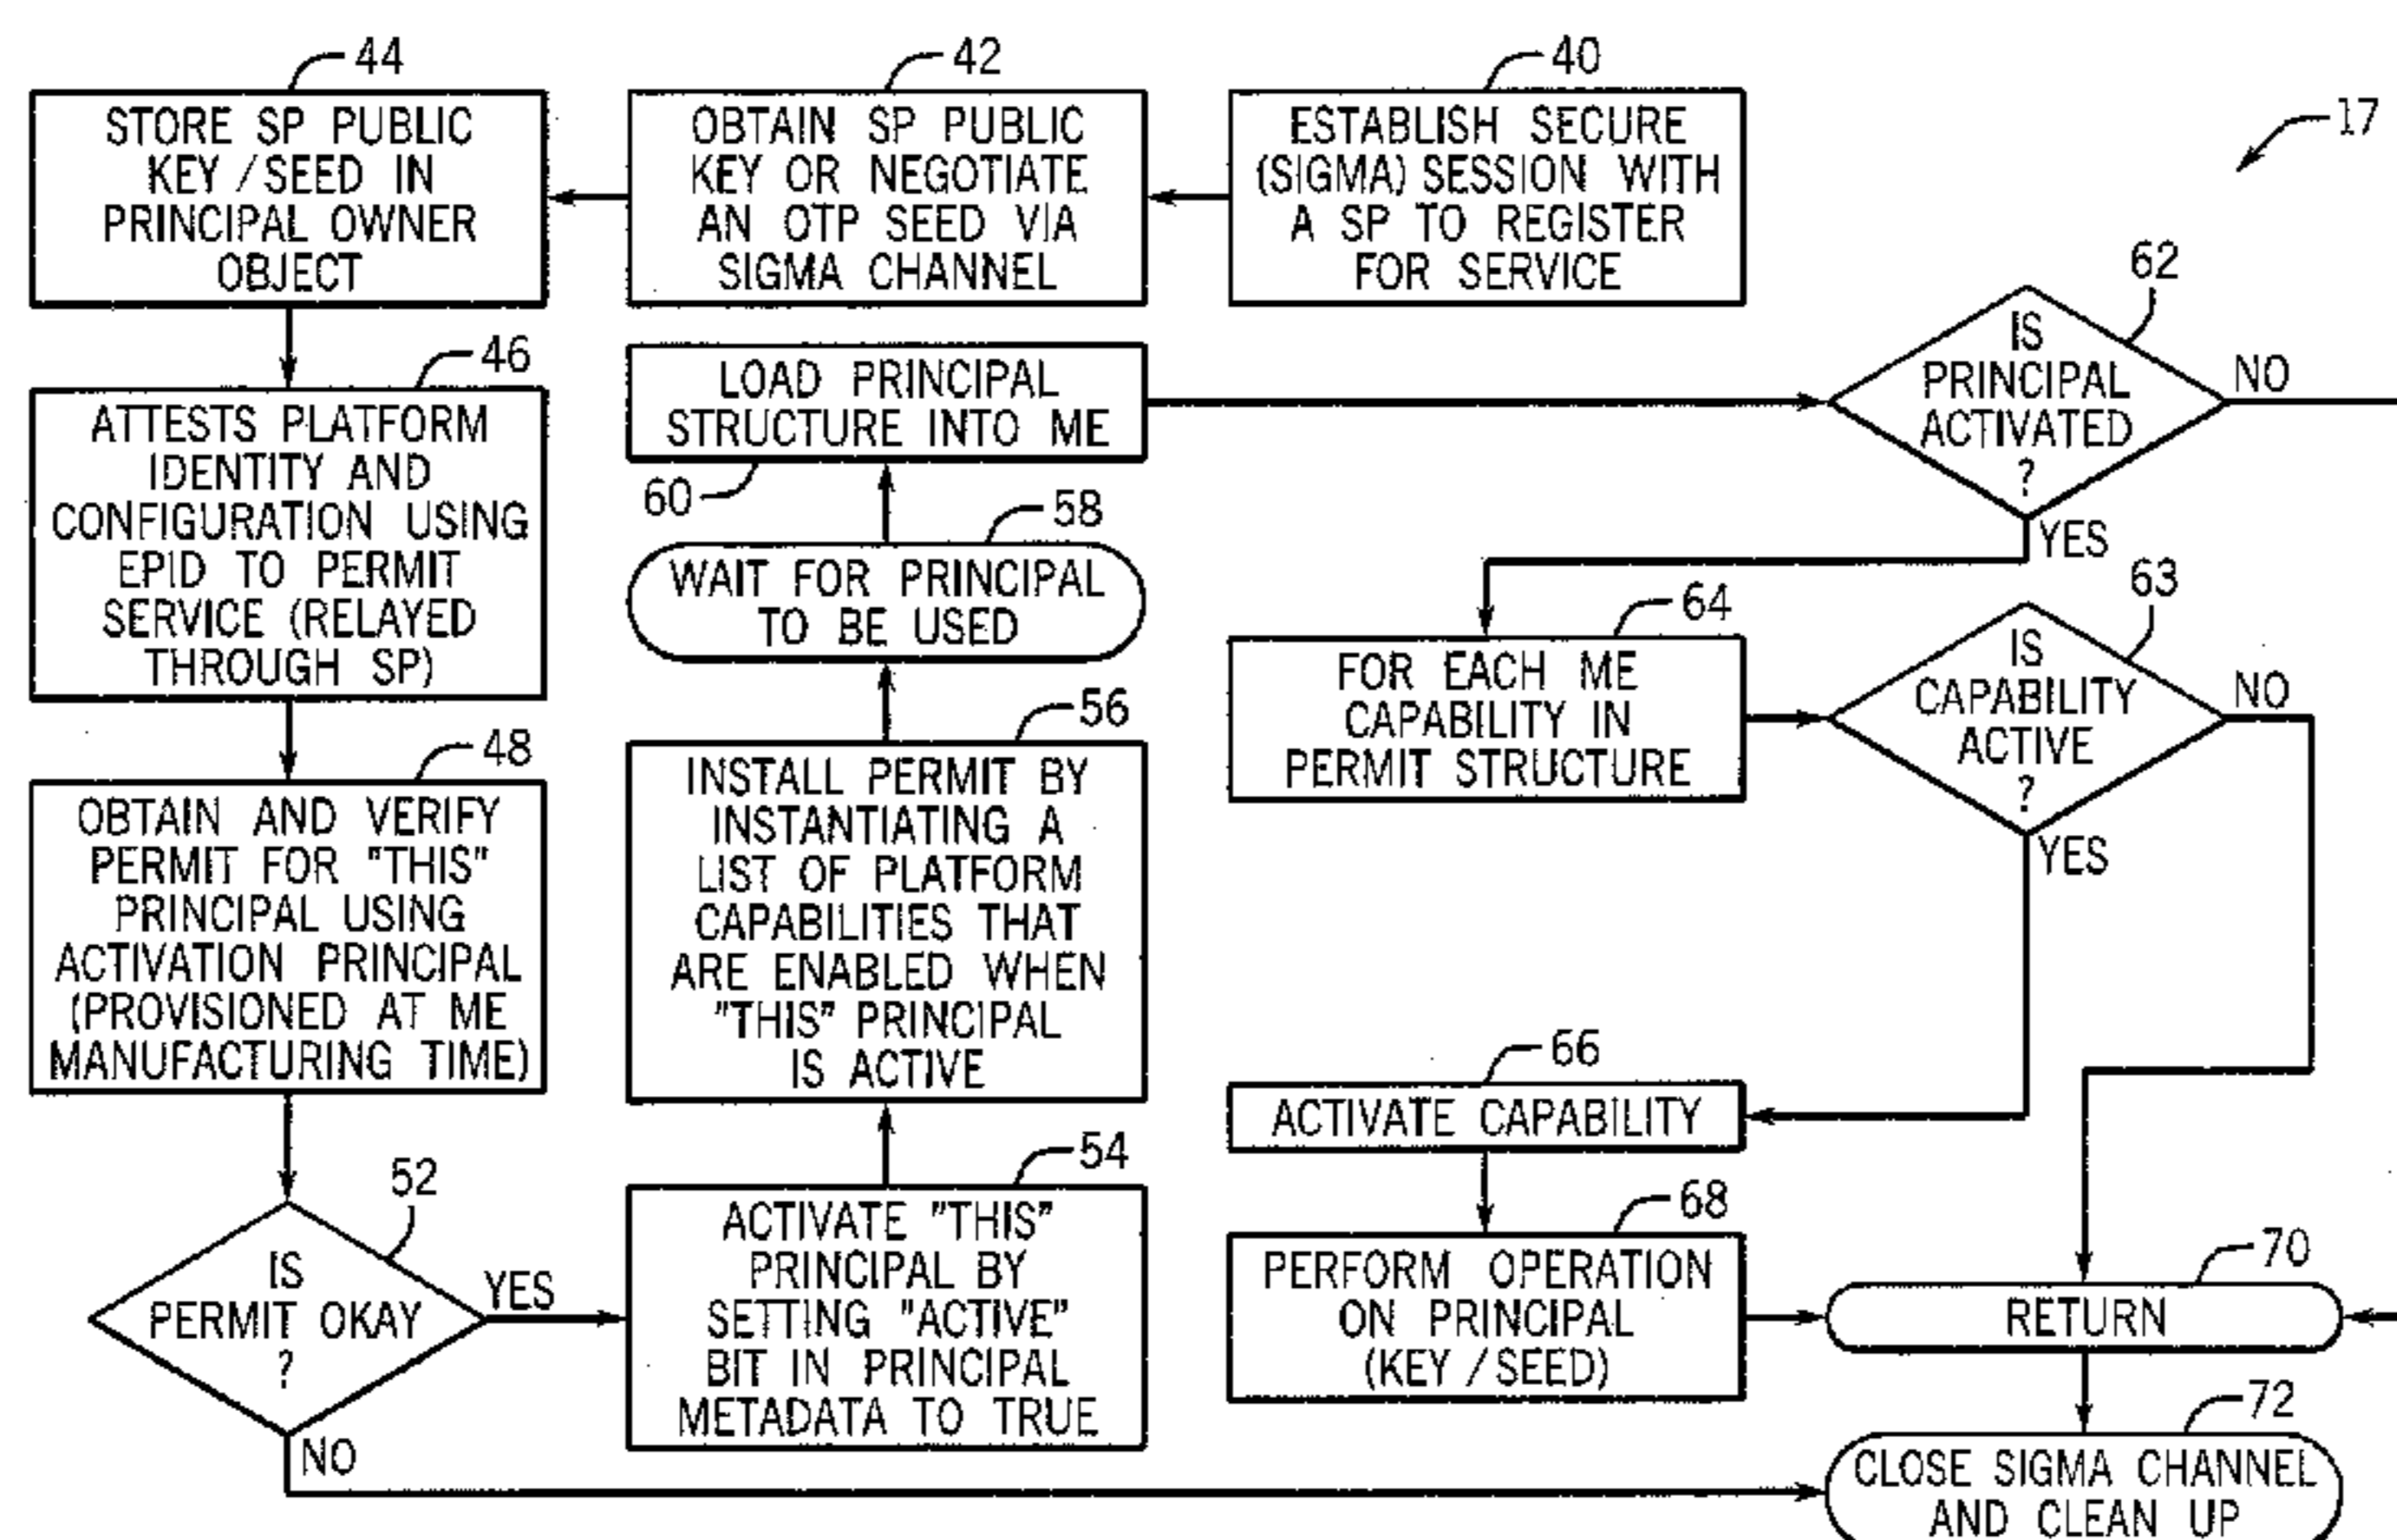 44
STORE SP PUBLIC
KEY / SEED IN
PRINCIPAL OWNER
OBJECT
42
OBTAIN SP PUBLIC
KEY OR NEGOTIATE
AN OTP SEED VIA
SIGMA CHANNEL
40
ESTABLISH SECURE
(SIGMA) SESSION WITH
A SP TO REGISTER
FOR SERVICE
17
46
ATTESTS PLATFORM
IDENTITY AND
CONFIGURATION USING
EPID TO PERMIT
SERVICE (RELAYED
THROUGH SP)
48
OBTAIN AND VERIFY
PERMIT FOR "THIS"
PRINCIPAL USING
ACTIVATION PRINCIPAL
(PROVISIONED AT ME
MANUFACTURING TIME)
52
IS
PERMIT OKAY
?
YES
NO
54
ACTIVATE "THIS"
PRINCIPAL BY
SETTING "ACTIVE"
BIT IN PRINCIPAL
METADATA TO TRUE
56
INSTALL PERMIT BY
INSTANTIATING A
LIST OF PLATFORM
CAPABILITIES THAT
ARE ENABLED WHEN
"THIS" PRINCIPAL
IS ACTIVE
58
WAIT FOR PRINCIPAL
TO BE USED
60
LOAD PRINCIPAL
STRUCTURE INTO ME
62
IS
PRINCIPAL
ACTIVATED
?
NO
YES
64
FOR EACH ME
CAPABILITY IN
PERMIT STRUCTURE
63
IS
CAPABILITY
ACTIVE
?
NO
YES
66
ACTIVATE CAPABILITY
68
PERFORM OPERATION
ON PRINCIPAL
(KEY / SEED)
70
RETURN
72
CLOSE SIGMA CHANNEL
AND CLEAN UP